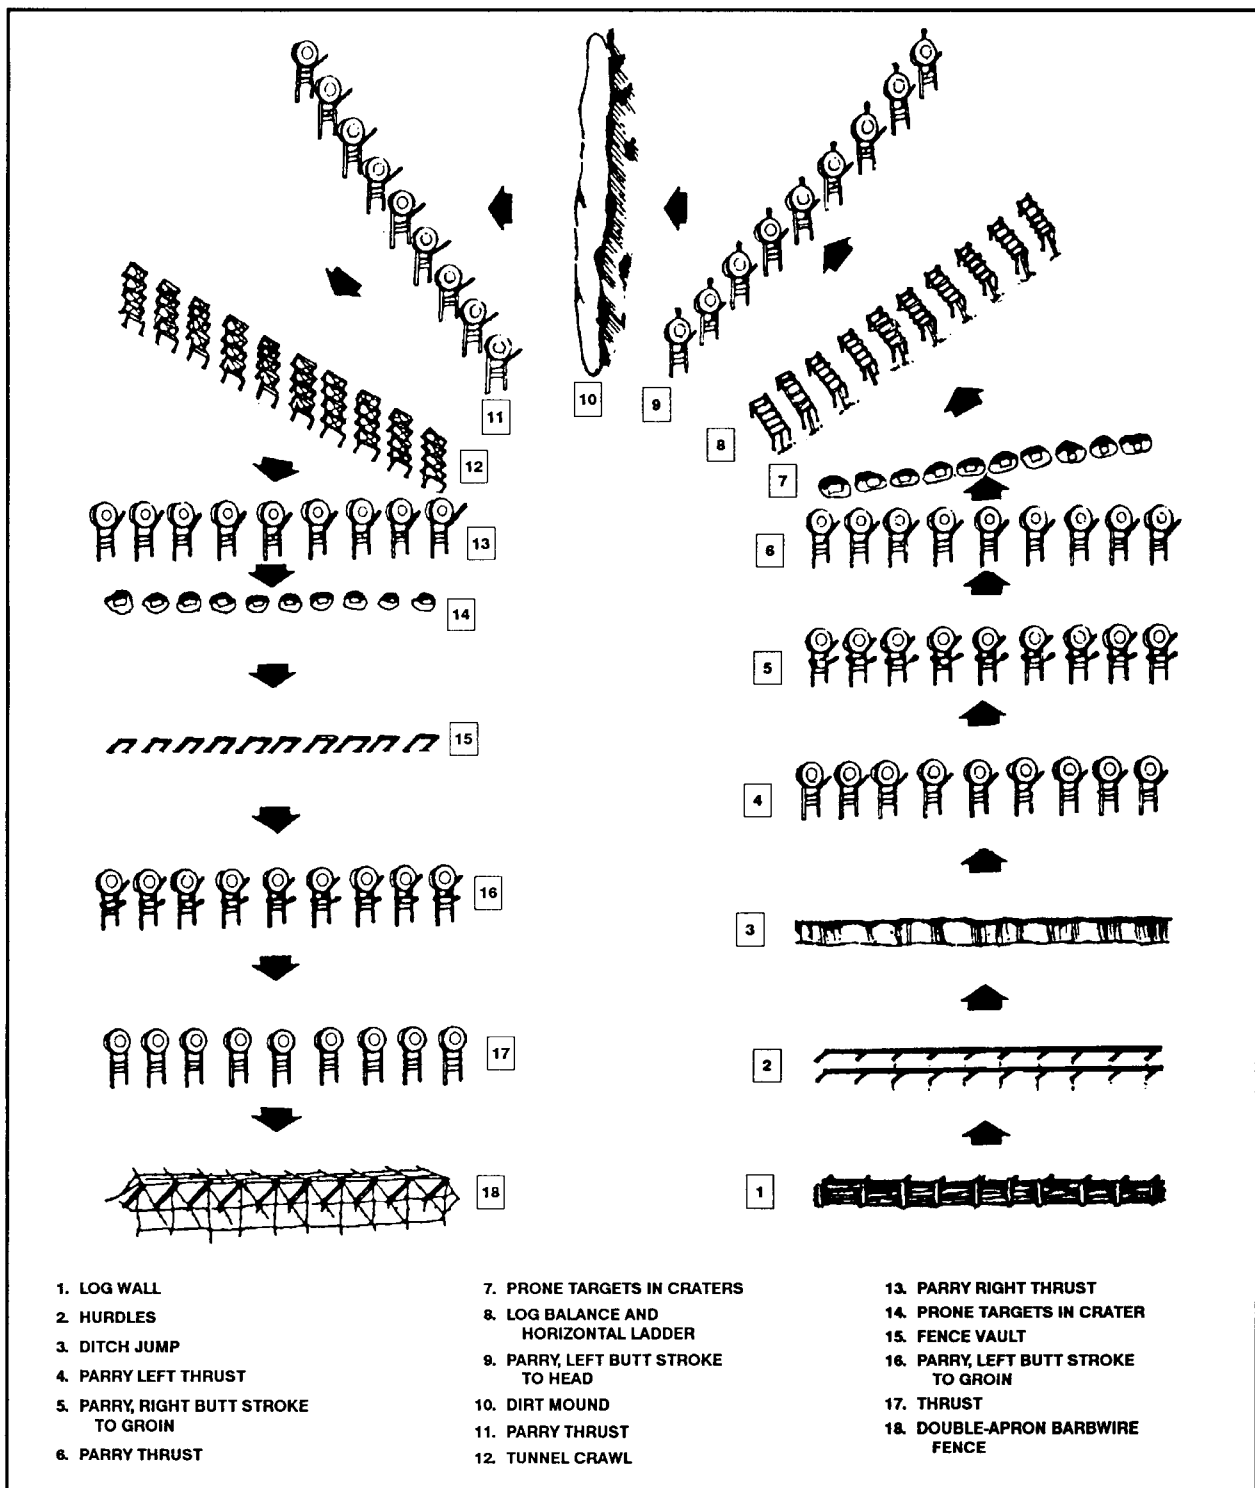 10
11
9
8
12
7
13
6
14
5
15
4
16
3
17
2
18
1
1. LOG WALL
2. HURDLES
3. DITCH JUMP
4. PARRY LEFT THRUST
5. PARRY, RIGHT BUTT STROKE
TO GROIN
6. PARRY THRUST
7. PRONE TARGETS IN CRATERS
8. LOG BALANCE AND
HORIZONTAL LADDER
9. PARRY, LEFT BUTT STROKE
TO HEAD
10. DIRT MOUND
11. PARRY THRUST
12. TUNNEL CRAWL
13. PARRY RIGHT THRUST
14. PRONE TARGETS IN CRATER
15. FENCE VAULT
16. PARRY, LEFT BUTT STROKE
TO GROIN
17. THRUST
18. DOUBLE-APRON BARBWIRE
FENCE